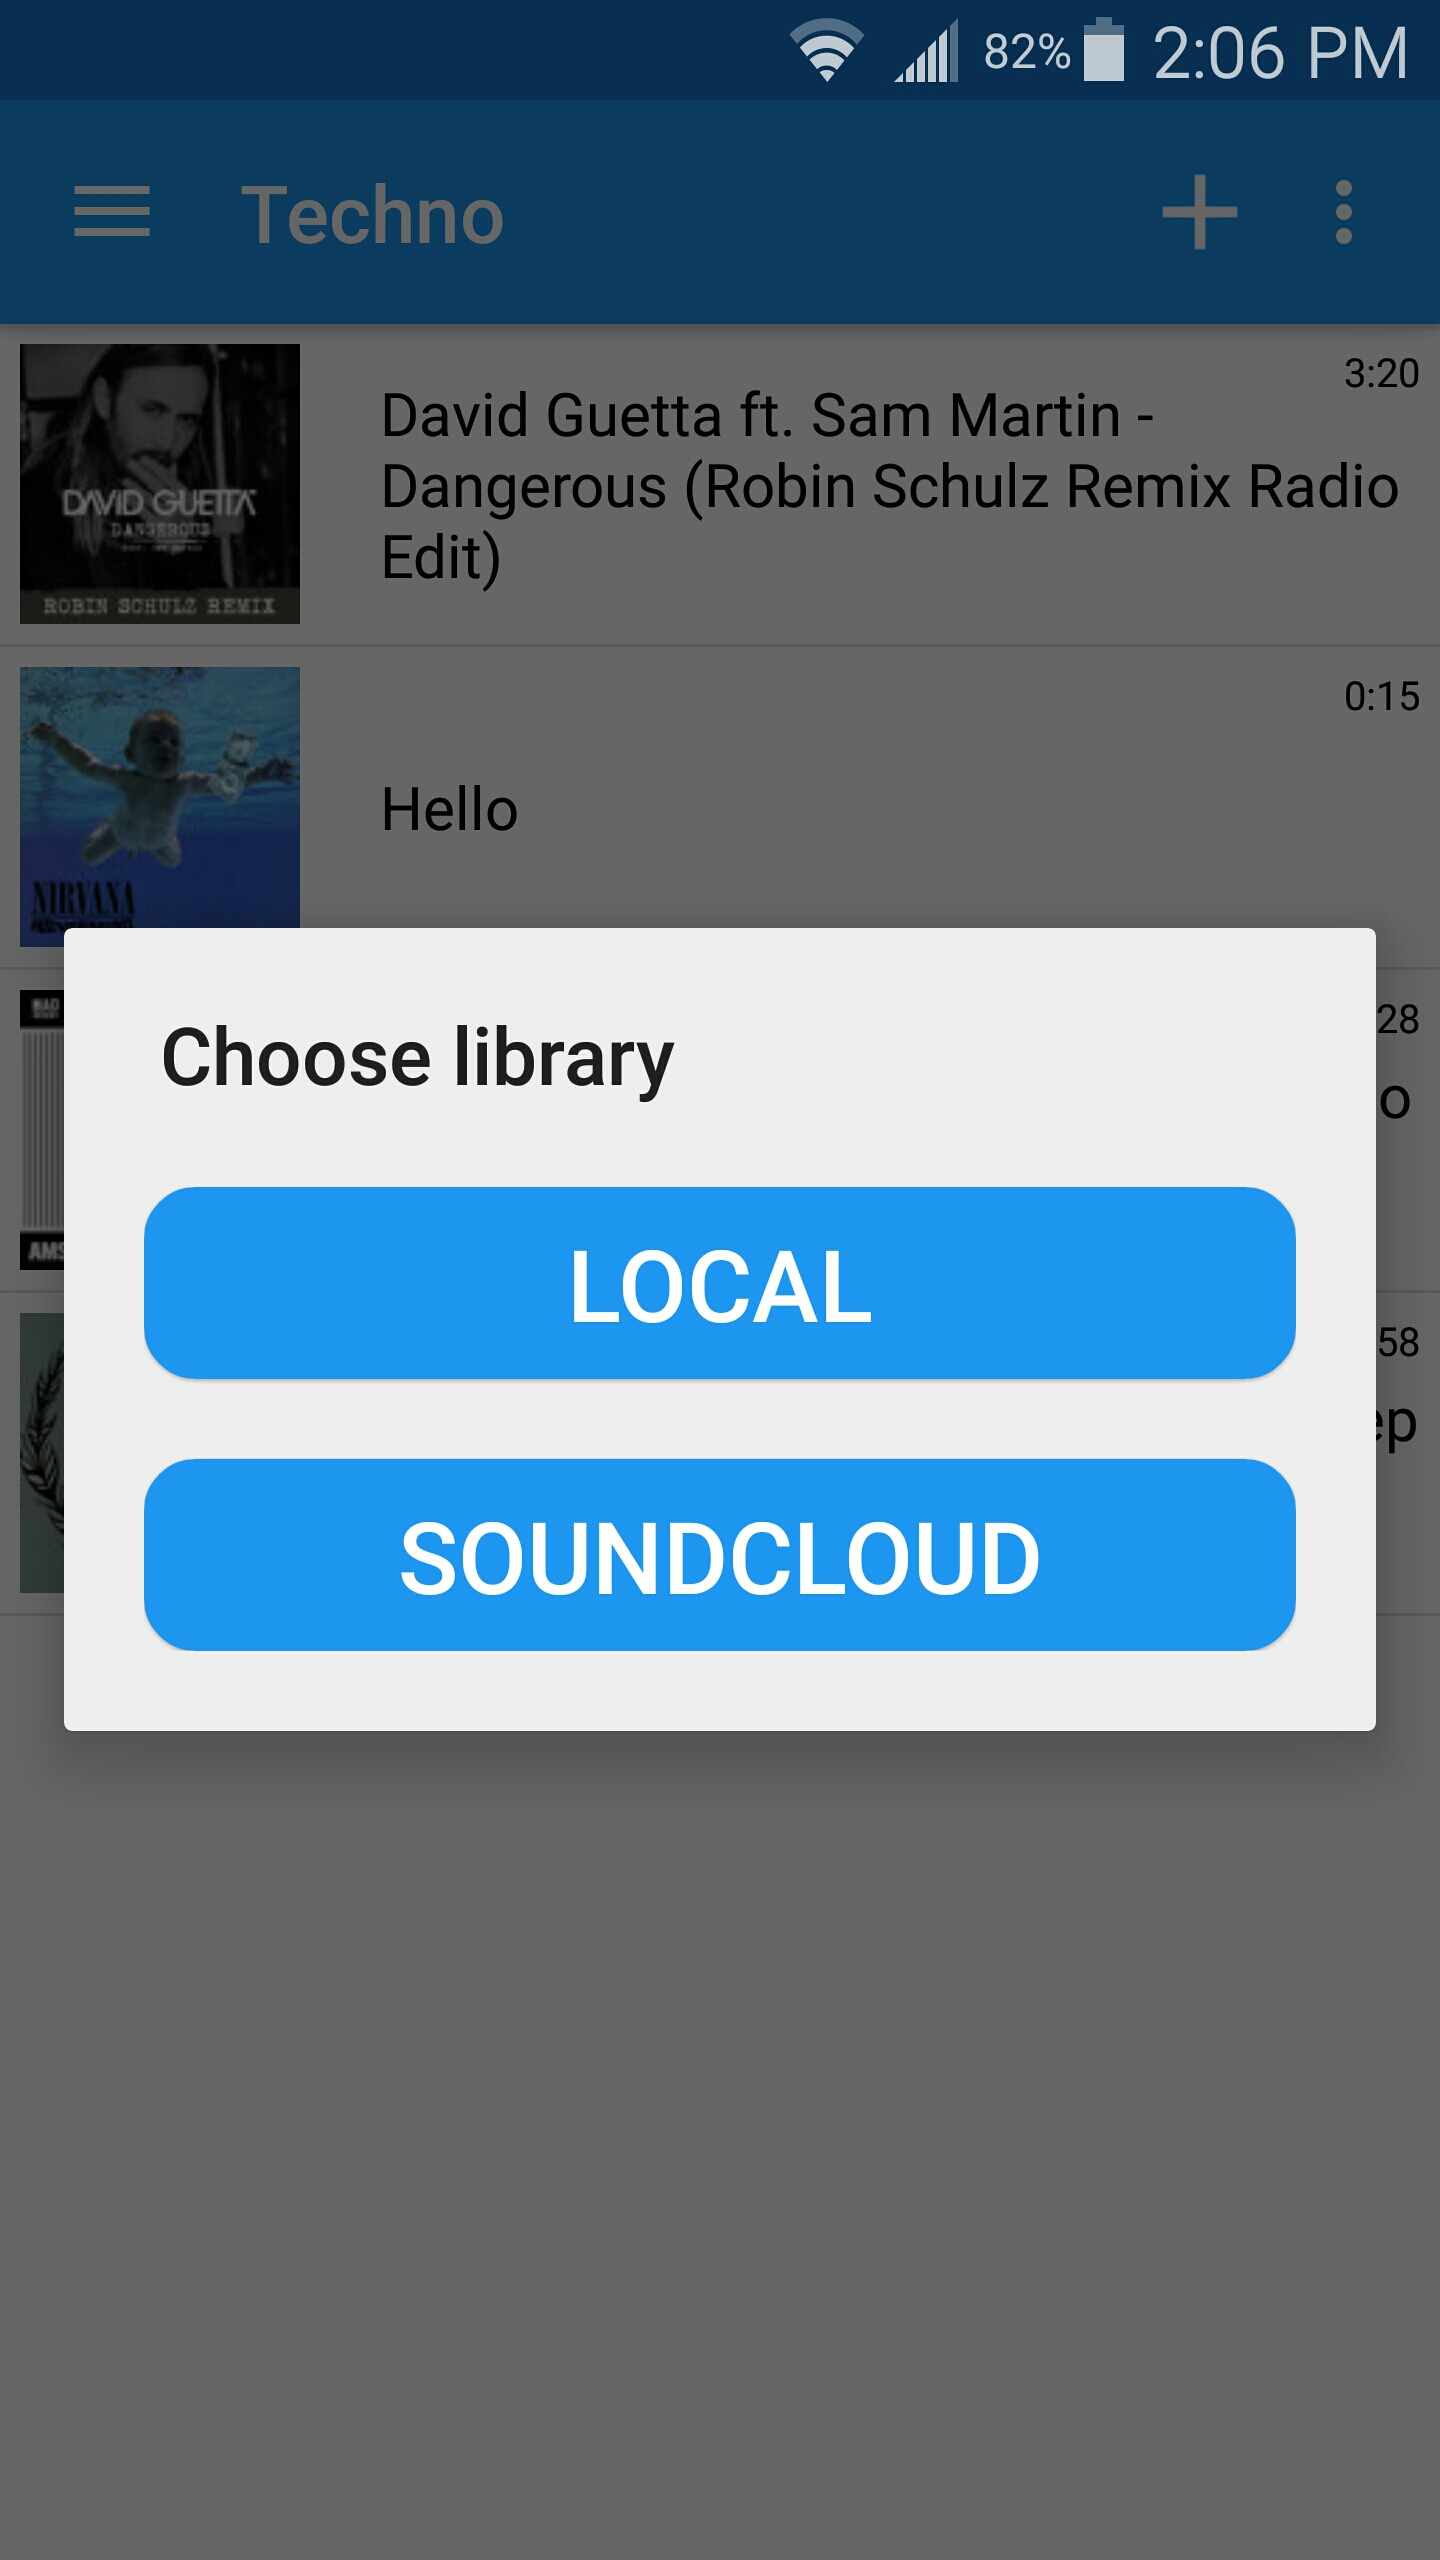 82% 2:06 PM
Techno
3:20
David Guetta ft. Sam Martin -
Dangerous (Robin Schulz Remix Radio
Edit)
DAVID GUETTA
DANGEROUS
ROBIN SCHULZ REMIX
0:15
Hello
NIRVANA
28
o
Choose library
LOCAL
58
ep
SOUNDCLOUD